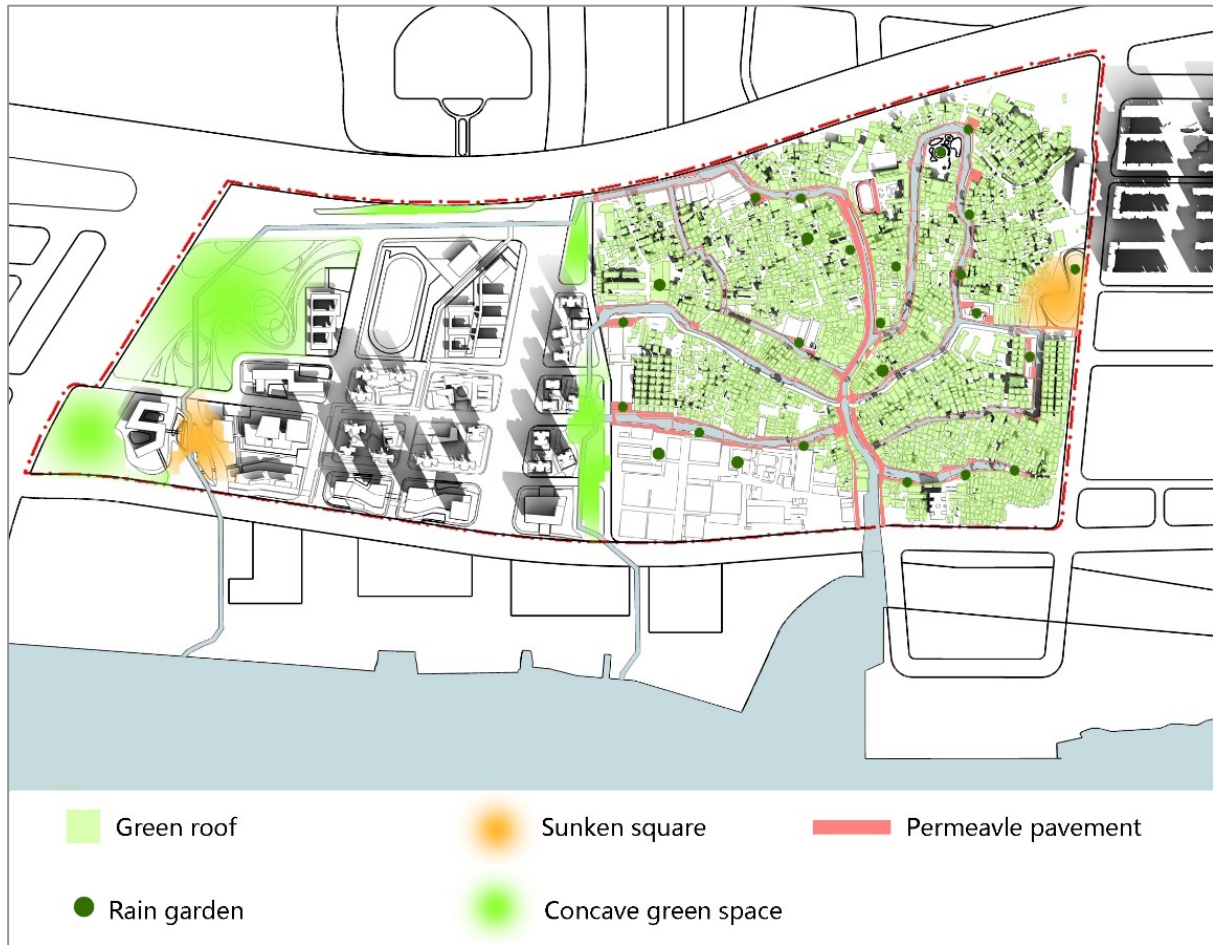 Green roof
Sunken square
Permeavle pavement
Rain garden
Concave green space